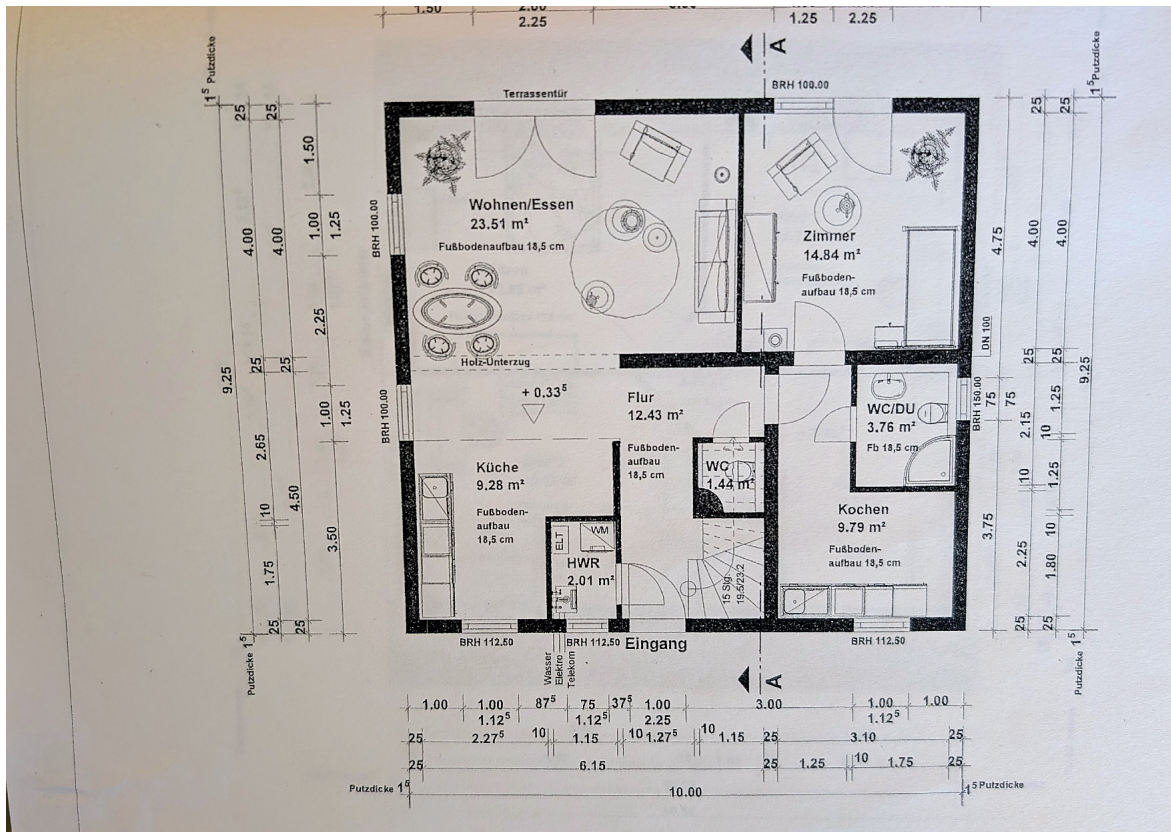 1.50
2.00
2.25
1.25
2.25
A
BRH 100.00
Terrassentür
1⁵ Putzdicke
1⁵ Putzdicke
25
25
1.50
4.00
4.00
1.00
1.25
BRH 100.00
2.25
25
25
9.25
1.00
1.25
BRH 100.00
2.65
10
4.50
3.50
1.75
25
25
Putzdicke 1⁵
Wohnen/Essen
23.51 m²
Fußbodenaufbau 18,5 cm
Holz-Unterzug
+ 0.33⁵
Zimmer
14.84 m²
Fußboden-
aufbau 18,5 cm
Flur
12.43 m²
Fußboden-
aufbau
18,5 cm
WC/DU
3.76 m²
Fb 18,5 cm
WC
1.44 m²
Küche
9.28 m²
Fußboden-
aufbau
18,5 cm
ELT
WM
HWR
2.01 m²
15 Stg.
19.5/23.2
Kochen
9.79 m²
Fußboden-
aufbau 18,5 cm
25
25
4.75
4.00
4.00
DN 100
25
25
BRH 150.00
75
75
2.15
1.25
9.25
10
10
1.25
3.75
2.25
10
1.80
25
25
Putzdicke 1⁵
BRH 112.50
BRH 112.50
Eingang
BRH 112.50
Wasser
Elektro
Telekom
A
1.00
1.00
87⁵
75
37⁵
1.00
3.00
1.00
1.00
1.12⁵
1.12⁵
2.25
1.12⁵
25
2.27⁵
10
1.15
10
1.27⁵
10
1.15
25
3.10
25
25
6.15
25
1.25
10
1.75
25
Putzdicke 1⁵
10.00
1⁵ Putzdicke